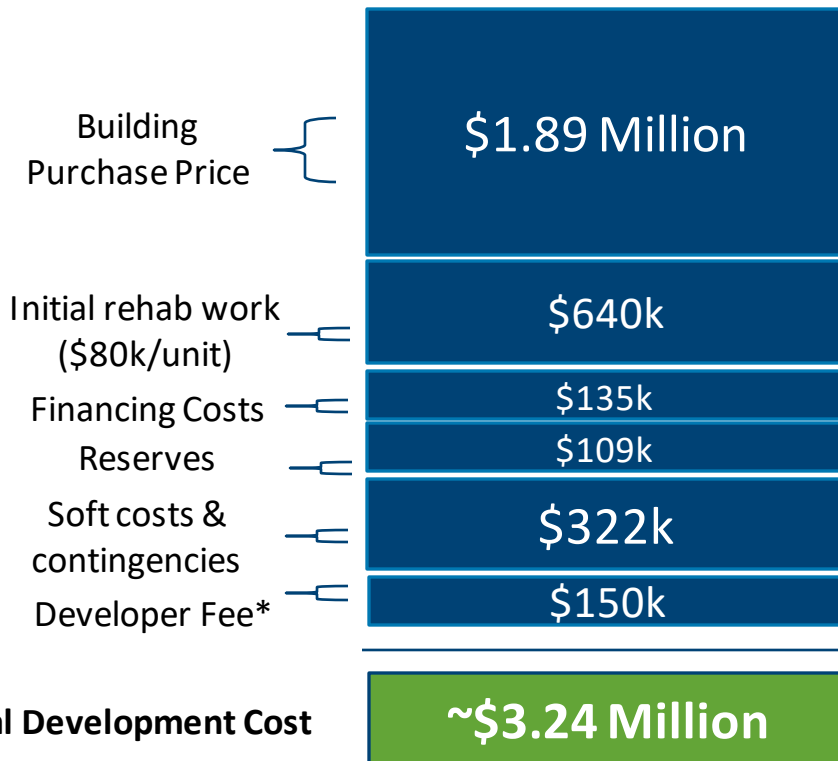 Building
Purchase Price
$1.89 Million
Initial rehab work
($80k/unit)
$640k
Financing Costs
$135k
Reserves
$109k
Soft costs &
contingencies
$322k
Developer Fee*
$150k
Development Cost
~$3.24 Million